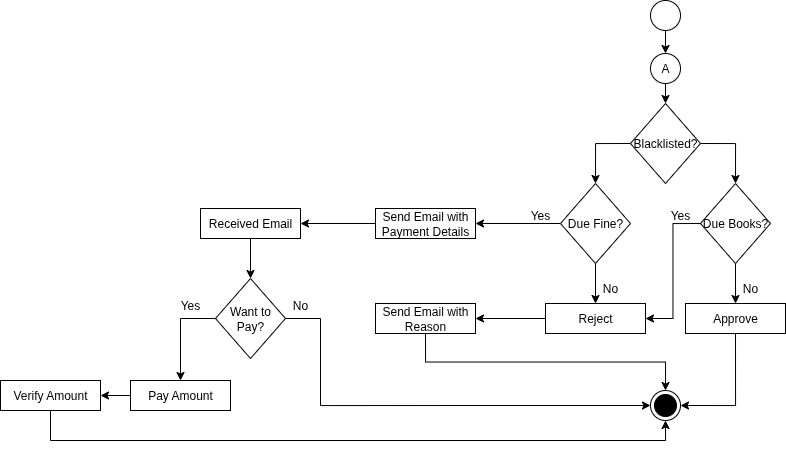 A
Blacklisted?
Received Email
Send Email with
Payment Details
Yes
Due Fine?
Yes
Due Books?
No
No
Yes
Want to
Pay?
No
Send Email with
Reason
Reject
Approve
Verify Amount
Pay Amount